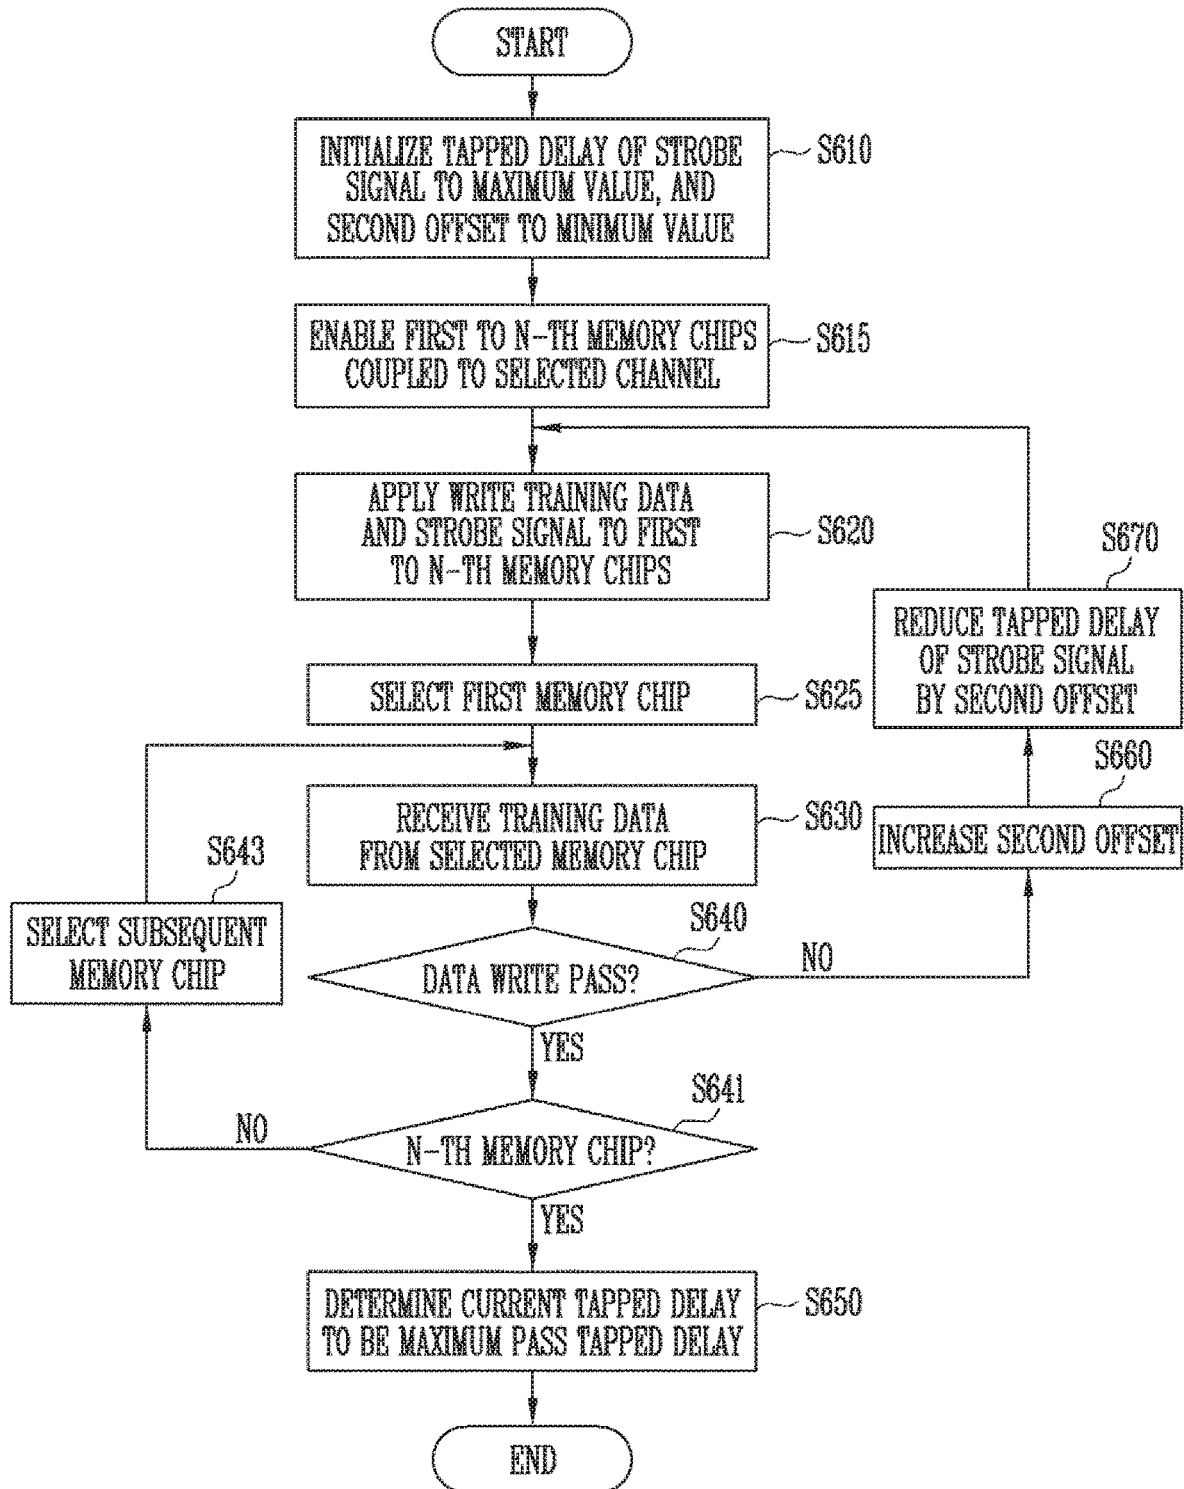 START
INITIALIZE TAPPED DELAY OF STROBE
SIGNAL TO MAXIMUM VALUE, AND
SECOND OFFSET TO MINIMUM VALUE
S610
ENABLE FIRST TO N-TH MEMORY CHIPS
COUPLED TO SELECTED CHANNEL
S615
APPLY WRITE TRAINING DATA
AND STROBE SIGNAL TO FIRST
TO N-TH MEMORY CHIPS
S620
S670
REDUCE TAPPED DELAY
OF STROBE SIGNAL
BY SECOND OFFSET
SELECT FIRST MEMORY CHIP
S625
S660
INCREASE SECOND OFFSET
RECEIVE TRAINING DATA
FROM SELECTED MEMORY CHIP
S630
S643
SELECT SUBSEQUENT
MEMORY CHIP
S640
DATA WRITE PASS?
NO
YES
S641
N-TH MEMORY CHIP?
NO
YES
DETERMINE CURRENT TAPPED DELAY
TO BE MAXIMUM PASS TAPPED DELAY
S650
END